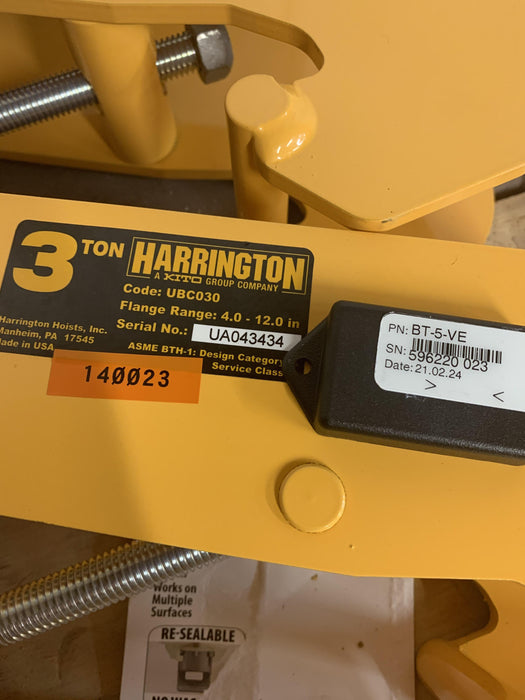 3 TON HARRINGTON
A KITO GROUP COMPANY
Code: UBC030
Flange Range: 4.0 - 12.0 in
Serial No.: UA043434
Harrington Hoists, Inc.
Manheim, PA 17545
Made in USA
ASME BTH-1: Design Category
Service Class
140023
PN: BT-5-VE
SN: 596220 023
Date: 21.02.24
> <
Works on
Multiple
Surfaces
RE-SEALABLE